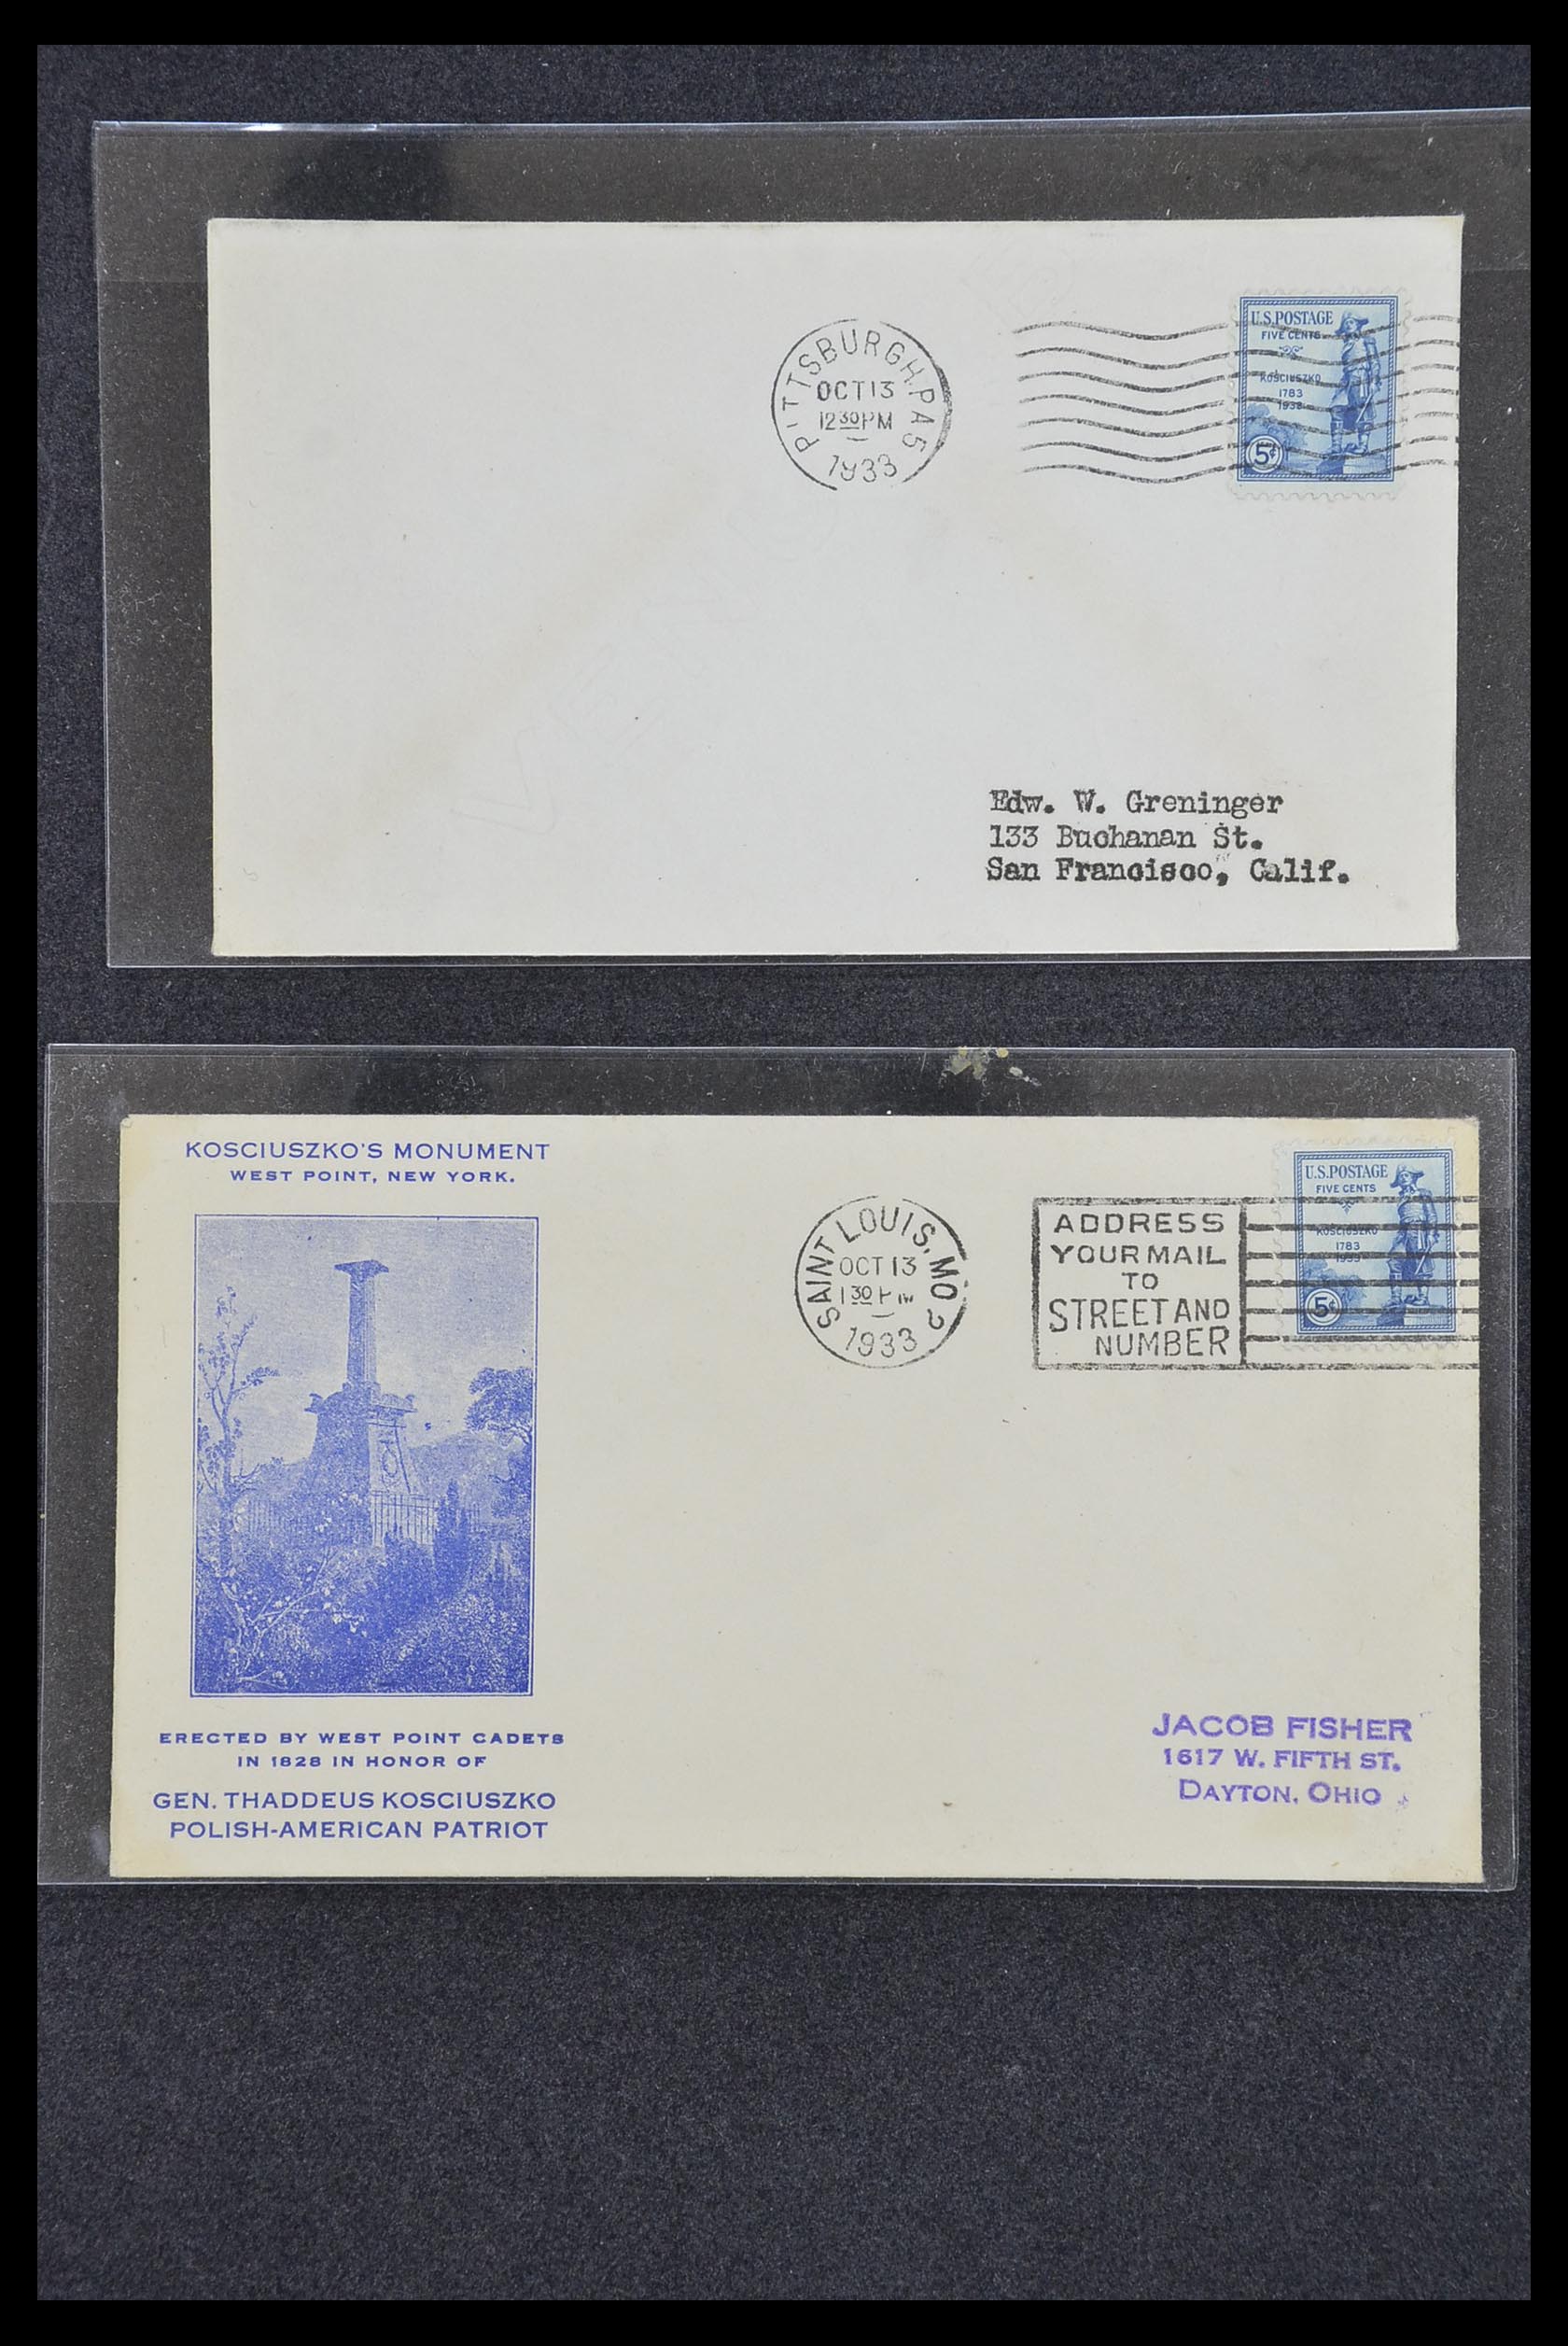 PITTSBURGH, PA 5
OCT 13
12 30 PM
1933
U.S. POSTAGE
FIVE CENTS
KOSCIUSZKO
1783
1933
5¢
Edw. W. Greninger
133 Buchanan St.
San Francisco, Calif.
KOSCIUSZKO'S MONUMENT
WEST POINT, NEW YORK.
SAINT LOUIS, MO 2
OCT 13
1 30 P M
1933
ADDRESS
YOUR MAIL
TO
STREET AND
NUMBER
U.S. POSTAGE
FIVE CENTS
KOSCIUSZKO
1783
1933
5¢
ERECTED BY WEST POINT CADETS
IN 1828 IN HONOR OF
GEN. THADDEUS KOSCIUSZKO
POLISH-AMERICAN PATRIOT
JACOB FISHER
1617 W. FIFTH ST.
DAYTON, OHIO